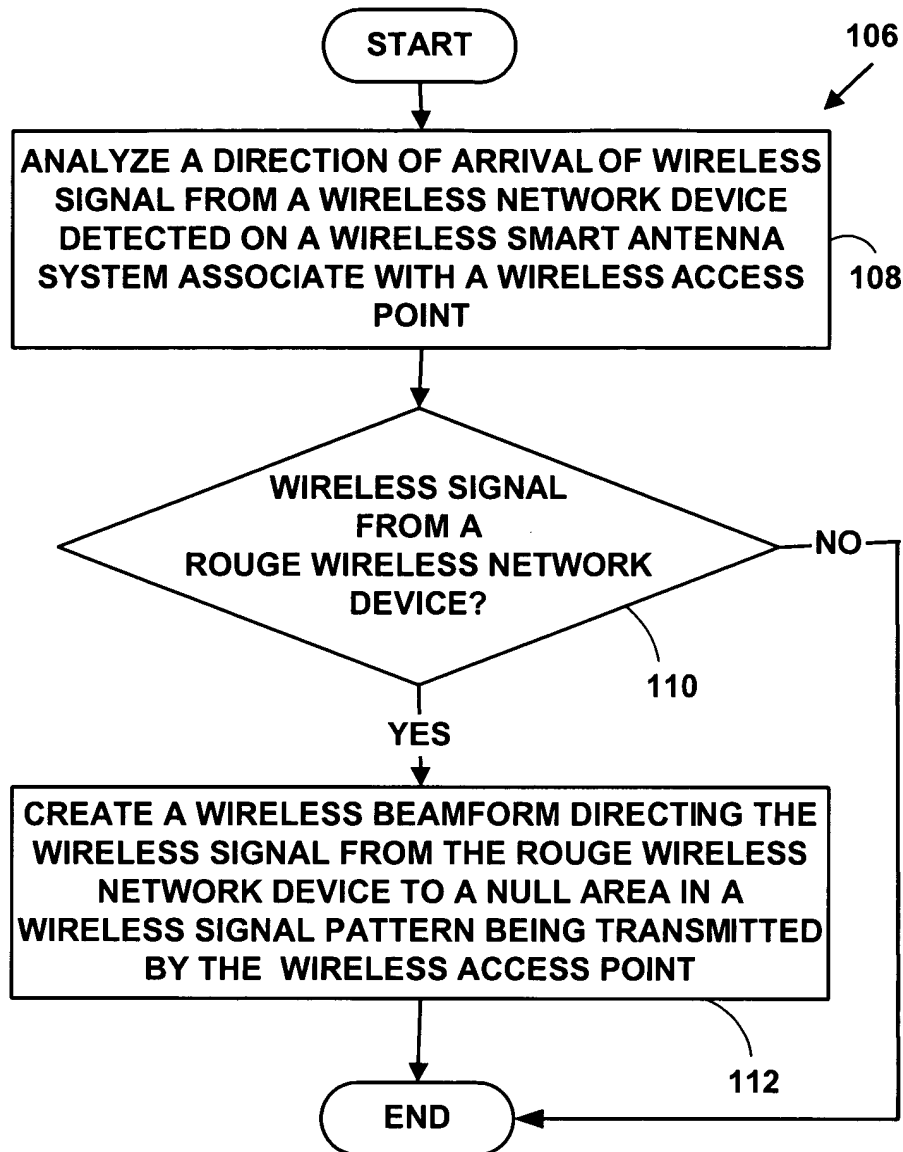 START
106
ANALYZE A DIRECTION OF ARRIVAL OF WIRELESS
SIGNAL FROM A WIRELESS NETWORK DEVICE
DETECTED ON A WIRELESS SMART ANTENNA
SYSTEM ASSOCIATE WITH A WIRELESS ACCESS
POINT
108
WIRELESS SIGNAL
FROM A
ROUGE WIRELESS NETWORK
DEVICE?
NO
110
YES
CREATE A WIRELESS BEAMFORM DIRECTING THE
WIRELESS SIGNAL FROM THE ROUGE WIRELESS
NETWORK DEVICE TO A NULL AREA IN A
WIRELESS SIGNAL PATTERN BEING TRANSMITTED
BY THE WIRELESS ACCESS POINT
112
END